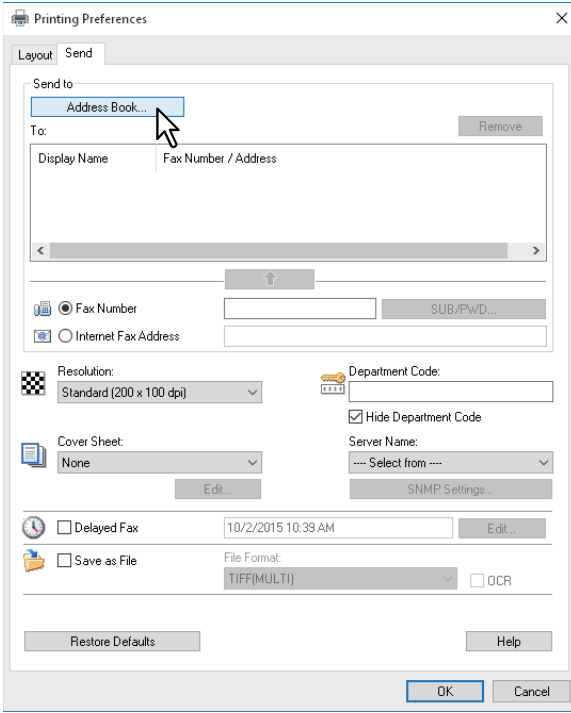 Printing Preferences
Layout
Send
Send to
Address Book...
To:
Remove
Display Name
Fax Number / Address
Fax Number
SUB/PWD...
Internet Fax Address
Resolution:
Standard (200 x 100 dpi)
Department Code:
Hide Department Code
Cover Sheet:
None
Edit...
Server Name:
---- Select from ----
SNMP Settings...
Delayed Fax
10/2/2015 10:39 AM
Edit...
Save as File
File Format:
TIFF(MULTI)
OCR
Restore Defaults
Help
OK
Cancel